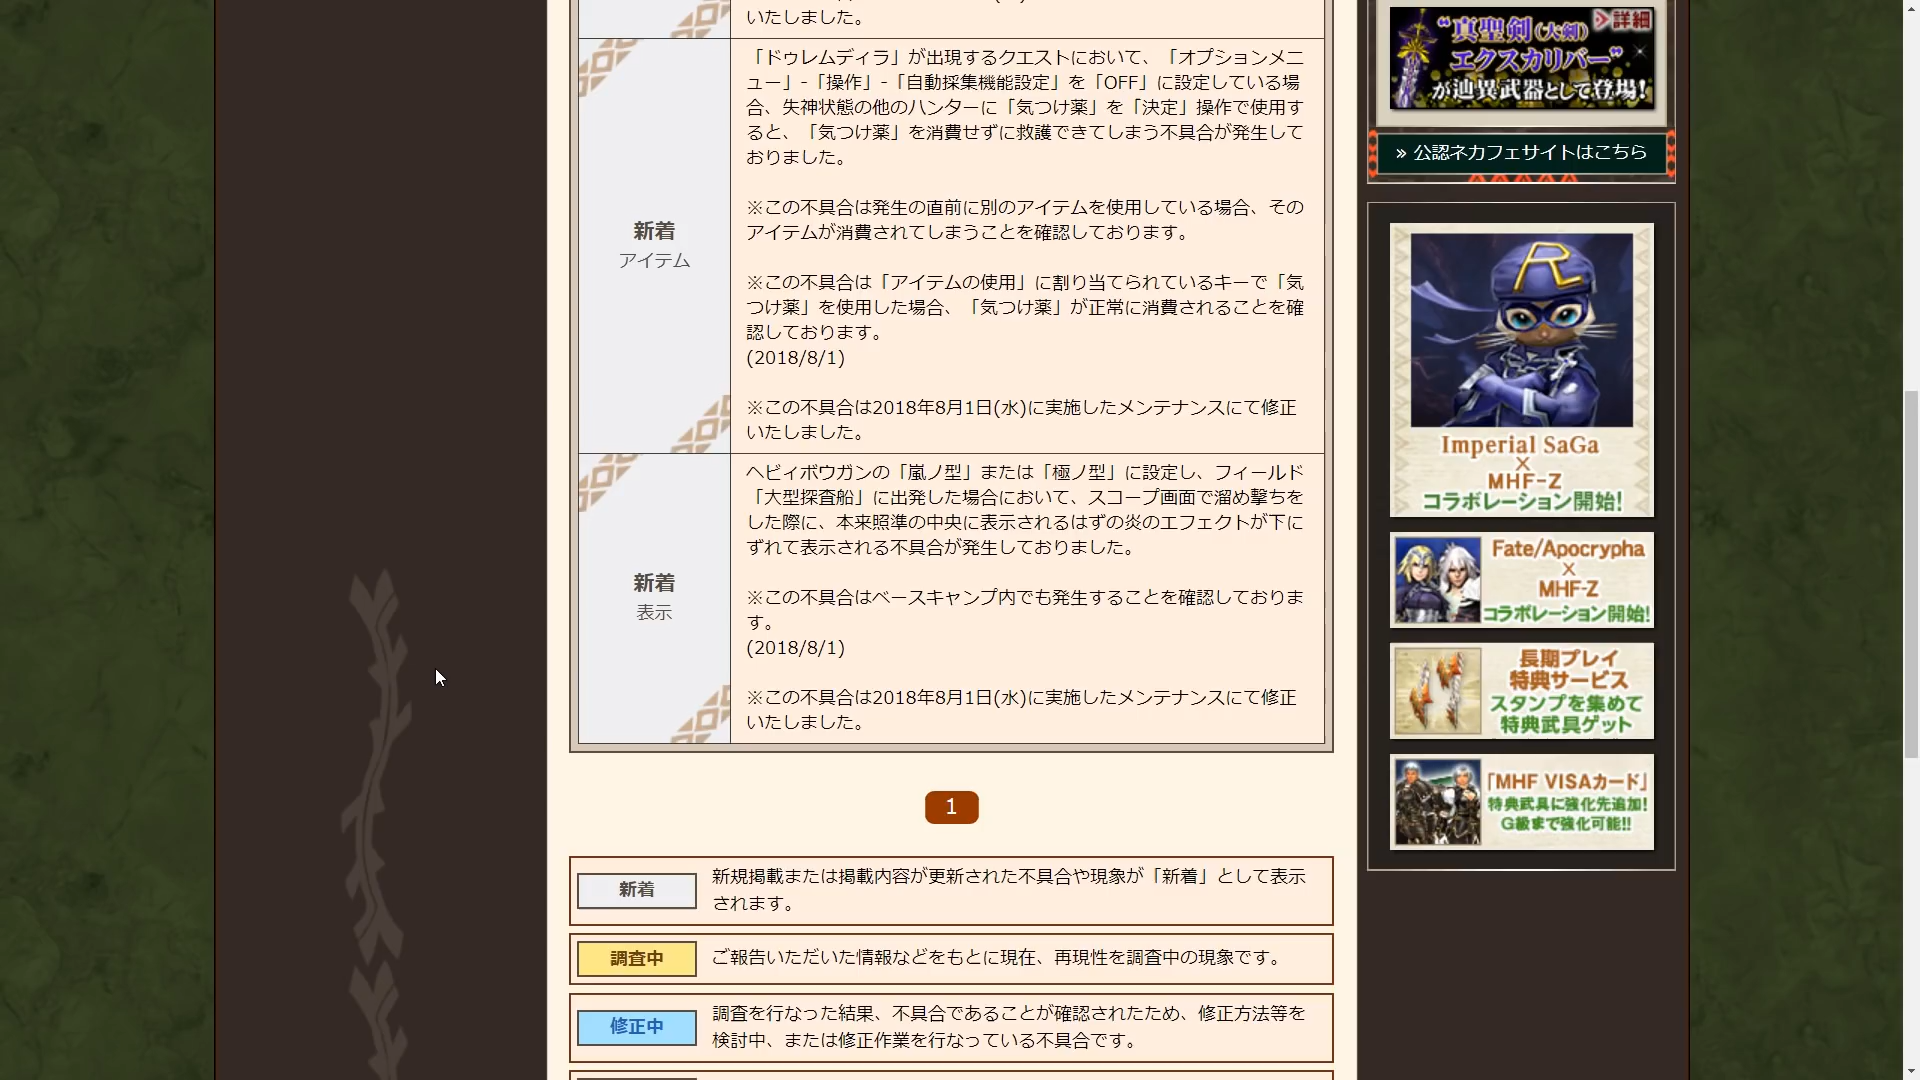 いたしました。
新着
アイテム
「ドゥレムディラ」が出現するクエストにおいて、「オプションメニ
ュー」-「操作」-「自動採集機能設定」を「OFF」に設定している場
合、失神状態の他のハンターに「気つけ薬」を「決定」操作で使用す
ると、「気つけ薬」を消費せずに救護できてしまう不具合が発生して
おりました。
※この不具合は発生の直前に別のアイテムを使用している場合、その
アイテムが消費されてしまうことを確認しております。
※この不具合は「アイテムの使用」に割り当てられているキーで「気
つけ薬」を使用した場合、「気つけ薬」が正常に消費されることを確
認しております。
(2018/8/1)
※この不具合は2018年8月1日(水)に実施したメンテナンスにて修正
いたしました。
新着
表示
ヘビィボウガンの「嵐ノ型」または「極ノ型」に設定し、フィールド
「大型探査船」に出発した場合において、スコープ画面で溜め撃ちを
した際に、本来照準の中央に表示されるはずの炎のエフェクトが下に
ずれて表示される不具合が発生しておりました。
※この不具合はベースキャンプ内でも発生することを確認しておりま
す。
(2018/8/1)
※この不具合は2018年8月1日(水)に実施したメンテナンスにて修正
いたしました。
1
新着
新規掲載または掲載内容が更新された不具合や現象が「新着」として表示
されます。
調査中
ご報告いただいた情報などをもとに現在、再現性を調査中の現象です。
修正中
調査を行なった結果、不具合であることが確認されたため、修正方法等を
検討中、または修正作業を行なっている不具合です。
詳細
"真聖剣(大剣)
エクスカリバー"
が辿異武器として登場!
» 公認ネカフェサイトはこちら
R
Imperial SaGa
×
MHF-Z
コラボレーション開始!
Fate/Apocrypha
×
MHF-Z
コラボレーション開始!
長期プレイ
特典サービス
スタンプを集めて
特典武具ゲット
「MHF VISAカード」
特典武具に強化先追加!
G級まで強化可能!!